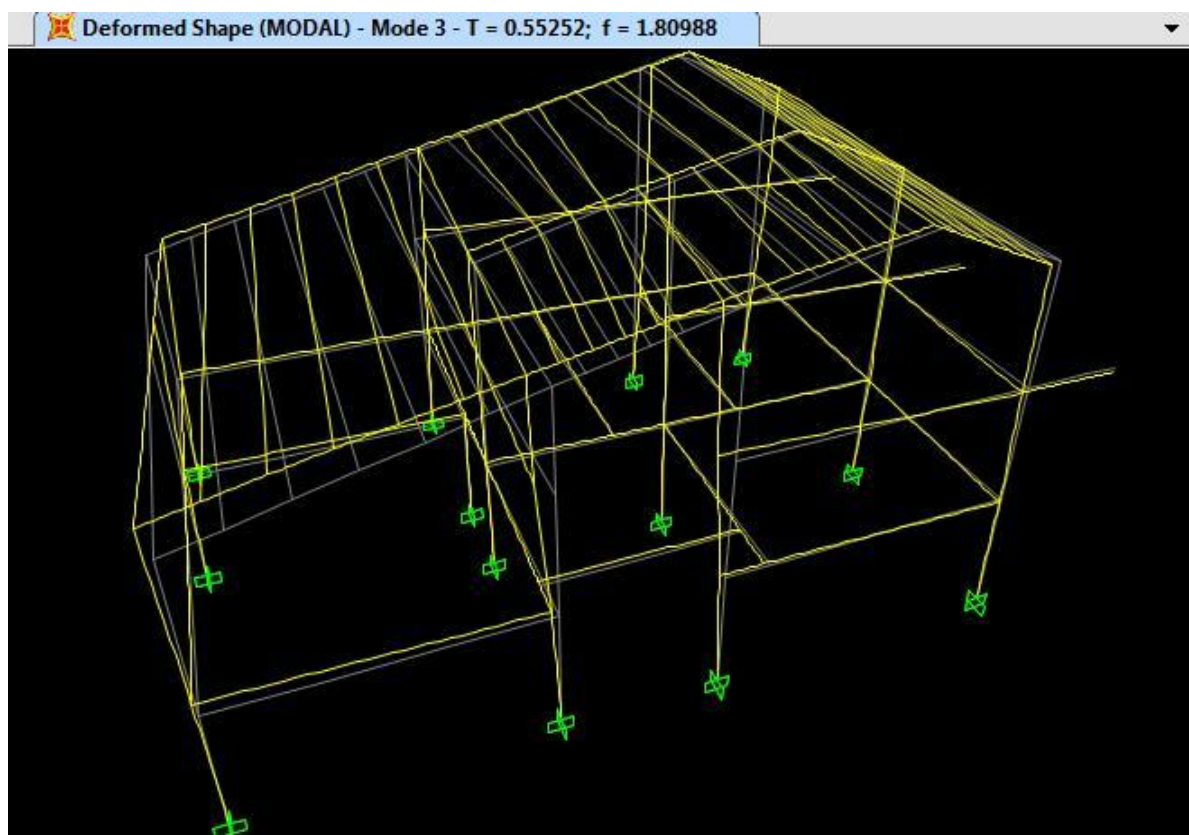 Deformed Shape (MODAL) - Mode 3 - T = 0.55252; f = 1.80988